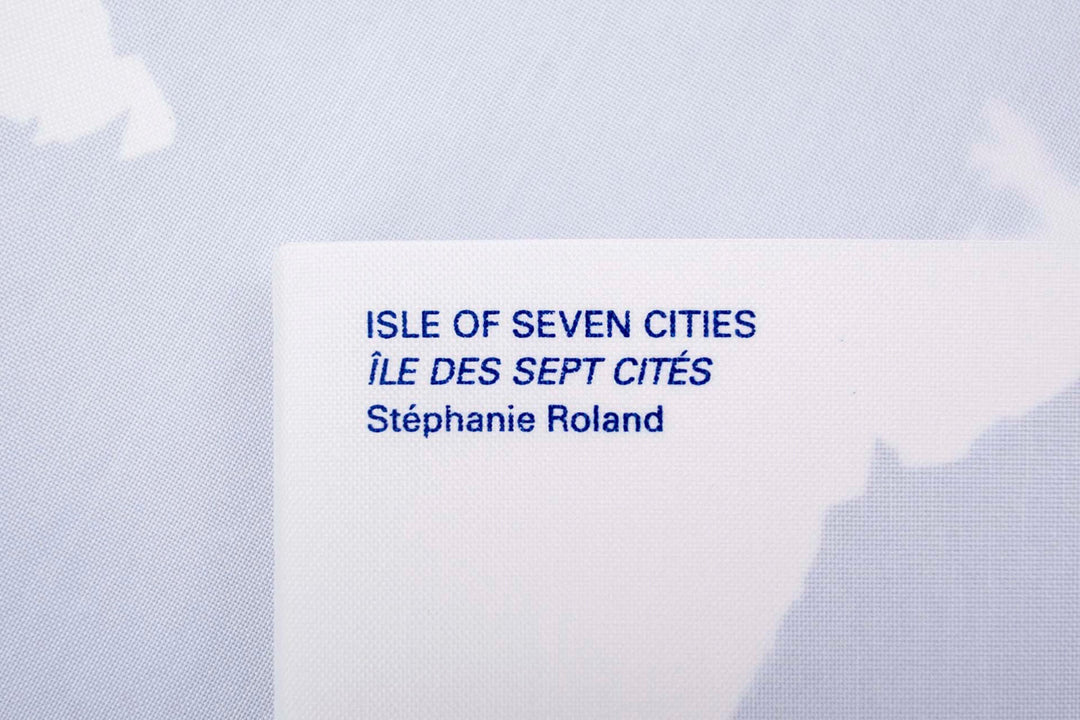 ISLE OF SEVEN CITIES
ÎLE DES SEPT CITÉS
Stéphanie Roland